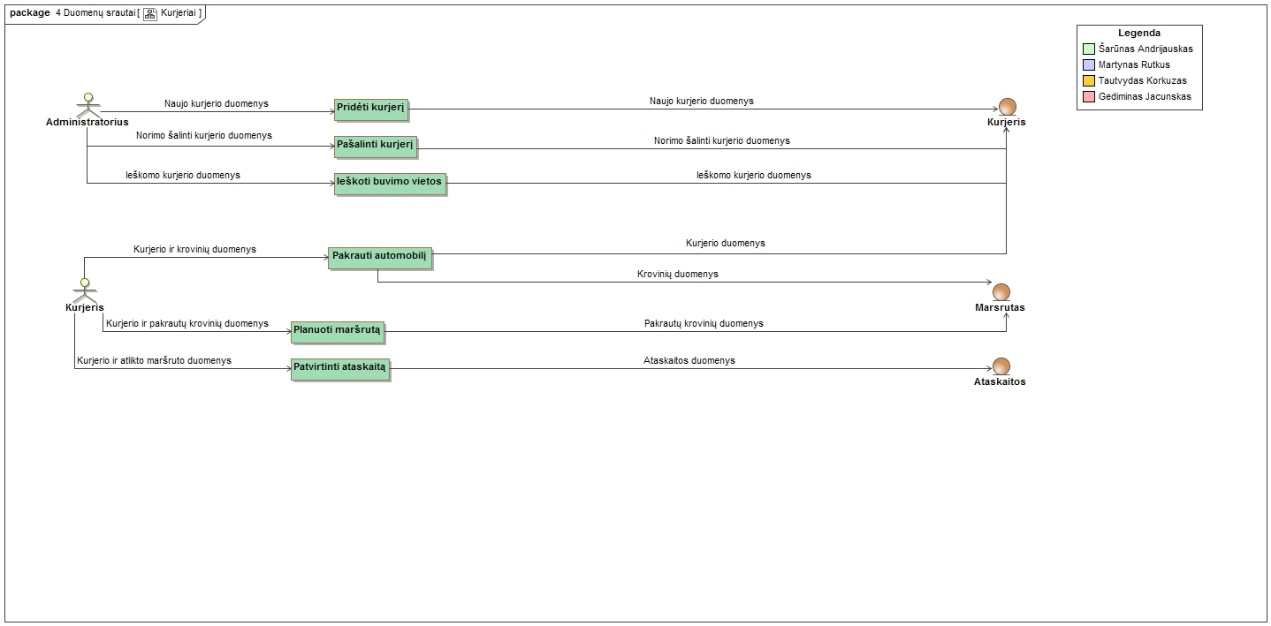 package 4 Duomenų srautai[ Kurjeriai ]
Legenda
Šarūnas Andrijauskas
Martynas Rutkus
Tautvydas Korkuzas
Gediminas Jacunskas
Naujo kurjerio duomenys
Pridėti kurjerį
Naujo kurjerio duomenys
Administratorius
Kurjeris
Norimo šalinti kurjerio duomenys
Pašalinti kurjerį
Norimo šalinti kurjerio duomenys
Ieškomo kurjerio duomenys
Ieškoti buvimo vietos
Ieškomo kurjerio duomenys
Kurjerio ir krovinių duomenys
Pakrauti automobilį
Kurjerio duomenys
Krovinių duomenys
Kurjeris
Marsrutas
Kurjerio ir pakrautų krovinių duomenys
Planuoti maršrutą
Pakrautų krovinių duomenys
Kurjerio ir atlikto maršruto duomenys
Patvirtinti ataskaitą
Ataskaitos duomenys
Ataskaitos